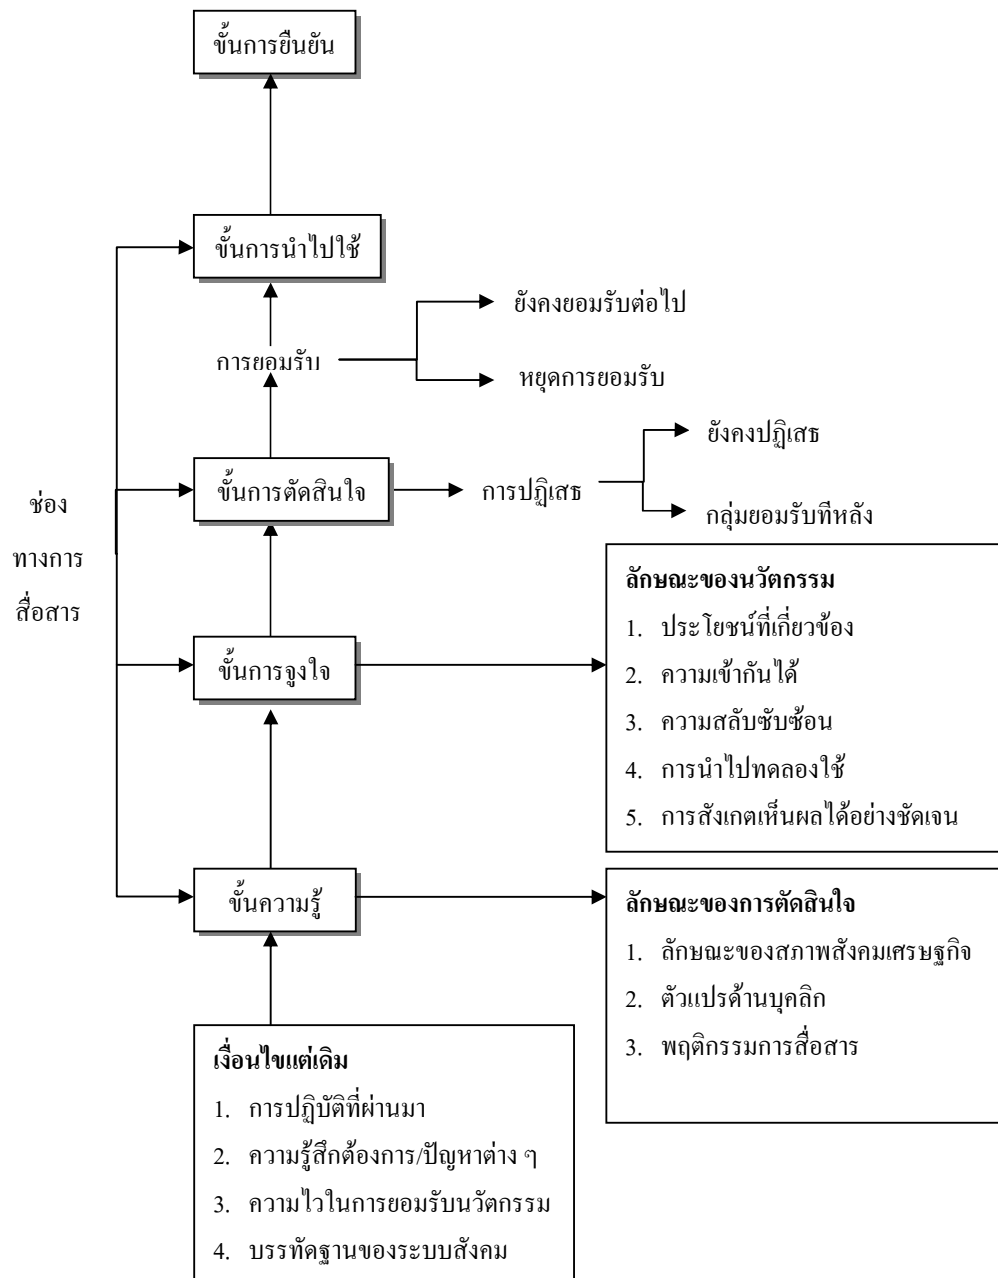 ขั้นการยืนยัน
ขั้นการนำไปใช้
ยังคงยอมรับต่อไป
การยอมรับ
หยุดการยอมรับ
ยังคงปฏิเสธ
ขั้นการตัดสินใจ
การปฏิเสธ
กลุ่มยอมรับทีหลัง
ช่อง
ทางการ
สื่อสาร
ลักษณะของนวัตกรรม
1. ประโยชน์ที่เกี่ยวข้อง
2. ความเข้ากันได้
3. ความสลับซับซ้อน
4. การนำไปทดลองใช้
5. การสังเกตเห็นผลได้อย่างชัดเจน
ขั้นการจูงใจ
ขั้นความรู้
ลักษณะของการตัดสินใจ
1. ลักษณะของสภาพสังคมเศรษฐกิจ
2. ตัวแปรด้านบุคลิก
3. พฤติกรรมการสื่อสาร
เงื่อนไขแต่เดิม
1. การปฏิบัติที่ผ่านมา
2. ความรู้สึกต้องการ/ปัญหาต่าง ๆ
3. ความไวในการยอมรับนวัตกรรม
4. บรรทัดฐานของระบบสังคม